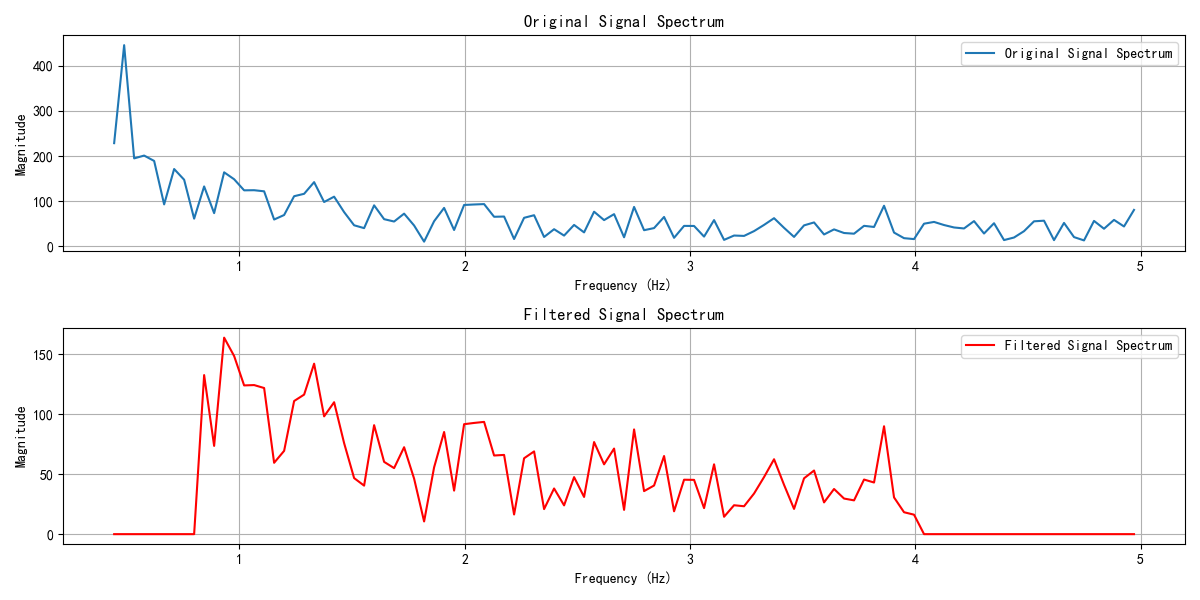 Original Signal Spectrum
Original Signal Spectrum
Magnitude
400
300
200
100
0
1 2 3 4 5
Frequency (Hz)
Filtered Signal Spectrum
Filtered Signal Spectrum
Magnitude
150
100
50
0
1 2 3 4 5
Frequency (Hz)